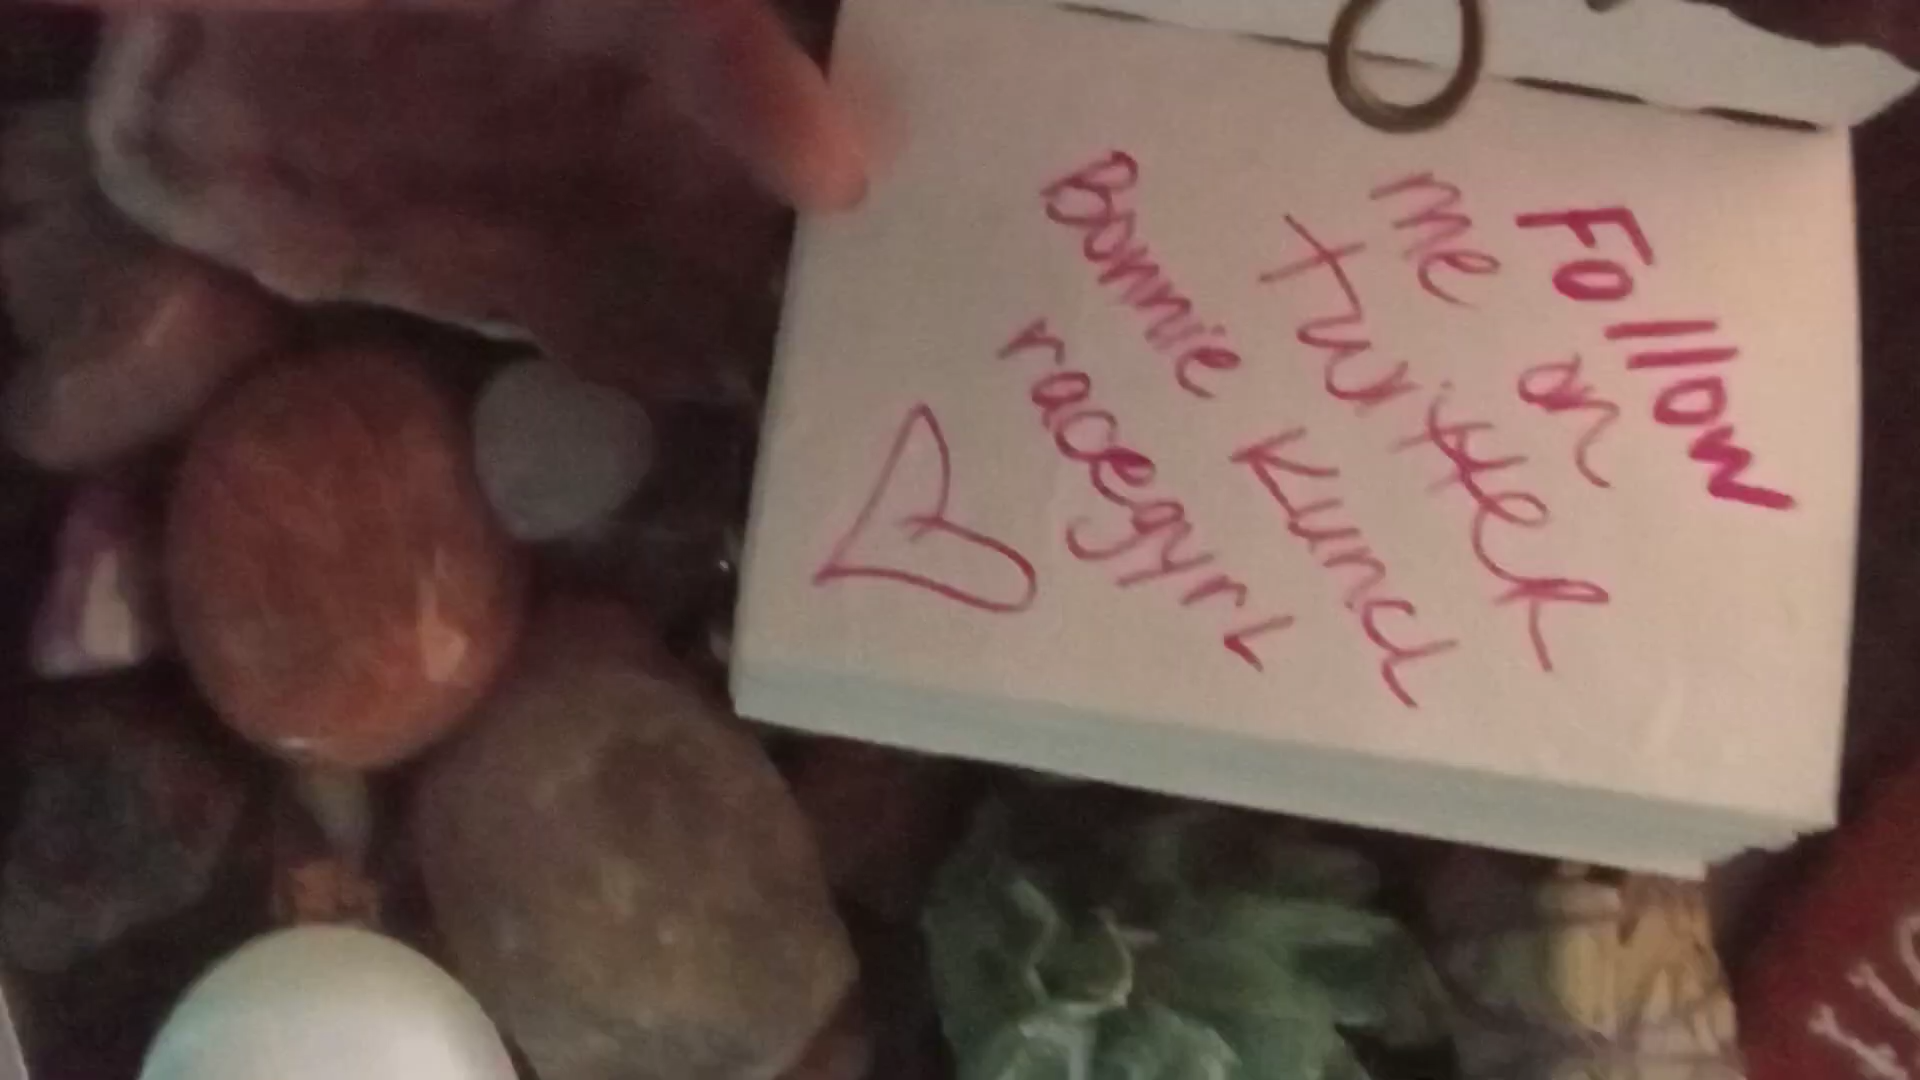 Follow
me on
twitter
Bonnie Kunch
racegyrl